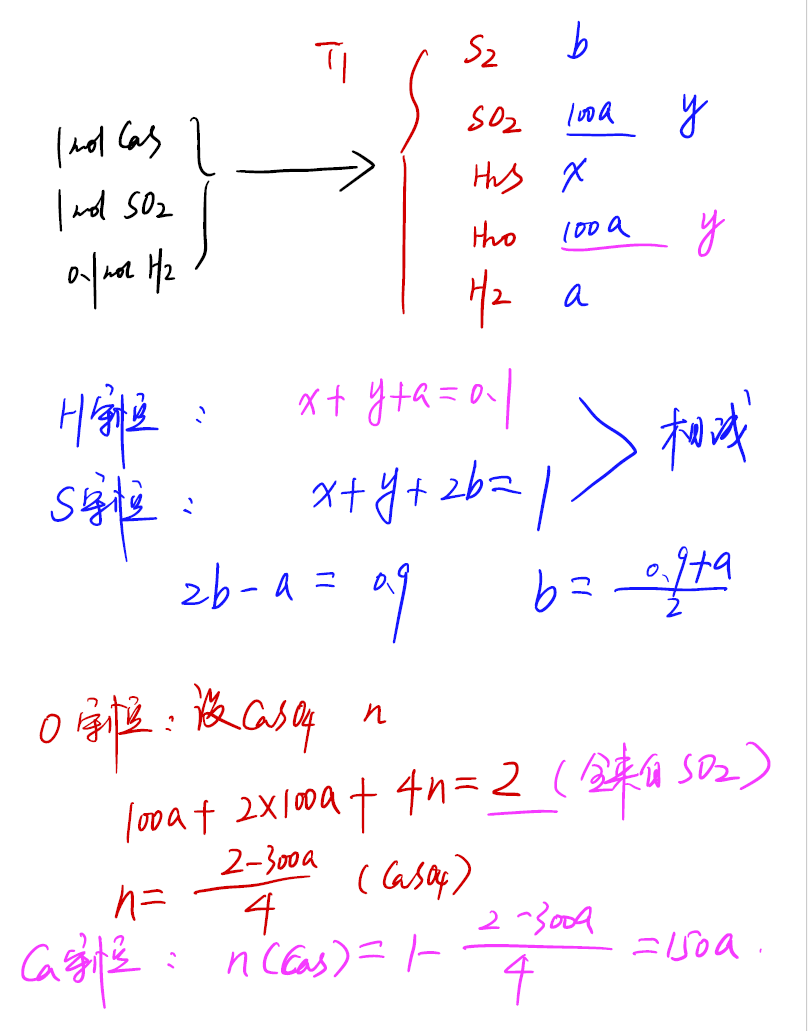 T1
S2 b
1mol CaS
SO2 100a y
1mol SO2
H2S x
0.1mol H2
H2O 100a y
H2 a
H守恒: x+y+a=0.1
相减
S守恒: x+y+2b=1
2b-a=0.9 b=(0.9+a)/2
O守恒:设CaSO4 n
100a+2×100a+4n=2 (全来自SO2)
n=(2-300a)/4 (CaSO4)
Ca守恒: n(CaS)=1-(2-300a)/4=150a.